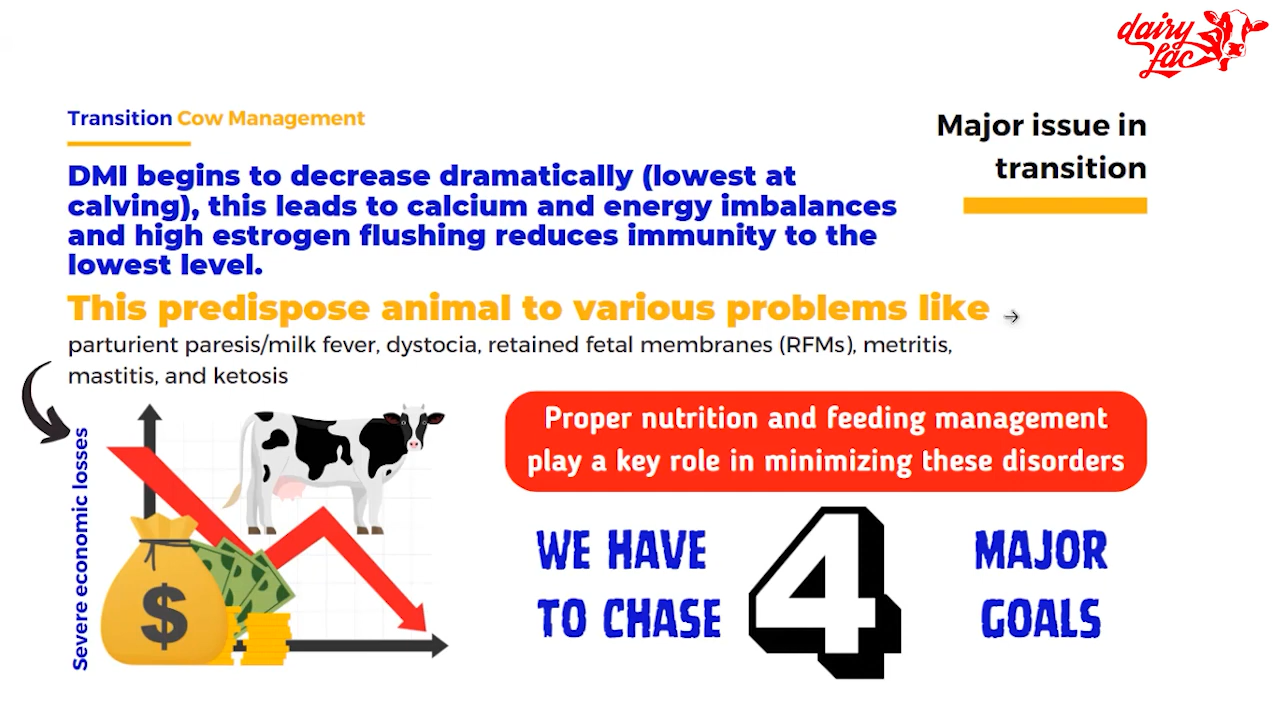 dairy
lac
Transition Cow Management
Major issue in
transition
DMI begins to decrease dramatically (lowest at
calving), this leads to calcium and energy imbalances
and high estrogen flushing reduces immunity to the
lowest level.
This predispose animal to various problems like →
parturient paresis/milk fever, dystocia, retained fetal membranes (RFMs), metritis,
mastitis, and ketosis
Severe economic losses
$
Proper nutrition and feeding management
play a key role in minimizing these disorders
WE HAVE
TO CHASE
4
MAJOR
GOALS